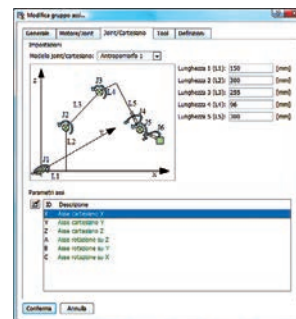 Modifica gruppo assi...
Generale Motore/Joint Joint/Cartesiano Tool Definizioni
Impostazioni
Modello joint/cartesiano: Antropomorfo 1
Lunghezza 1 (L1): 150 [mm]
Lunghezza 2 (L2): 300 [mm]
Lunghezza 3 (L3): 255 [mm]
Lunghezza 4 (L4): 96 [mm]
Lunghezza 5 (L5): 300 [mm]
Z
J3
L4
L3
L5
J4
J2
J5
J6
Y
L2
J1
L1
X
Parametri assi
ID Descrizione
X Asse cartesiano X
Y Asse cartesiano Y
Z Asse cartesiano Z
A Asse rotazione su Z
B Asse rotazione su Y
C Asse rotazione su X
Conferma Annulla